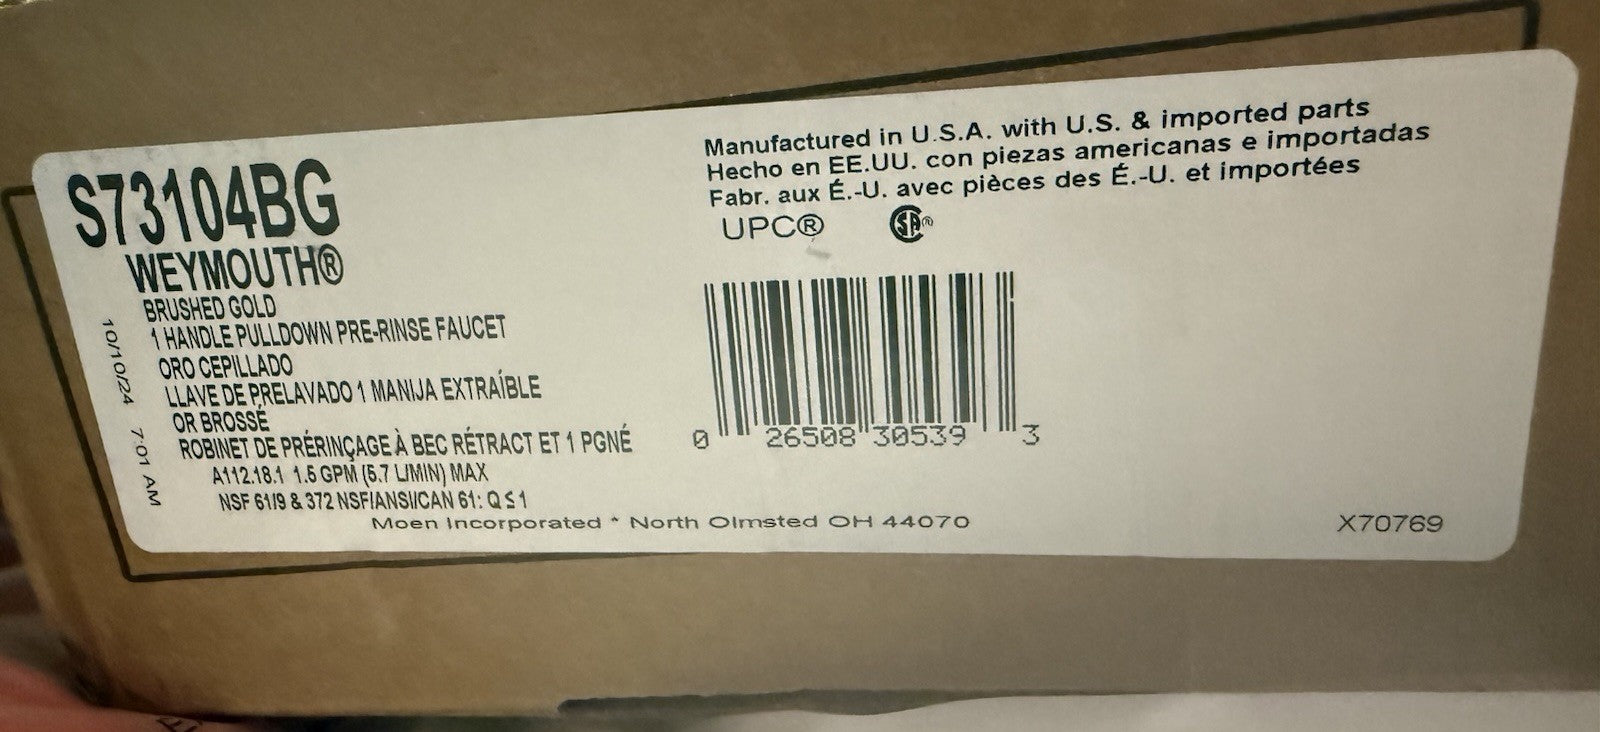 S73104BG
WEYMOUTH®
BRUSHED GOLD
1 HANDLE PULLDOWN PRE-RINSE FAUCET
ORO CEPILLADO
LLAVE DE PRELAVADO 1 MANIJA EXTRAÍBLE
OR BROSSÉ
ROBINET DE PRÉRINÇAGE À BEC RÉTRACT ET 1 PGNÉ
A112.18.1 1.5 GPM (5.7 L/MIN) MAX
NSF 61/9 & 372 NSF/ANSI/CAN 61: Q ≤ 1
Moen Incorporated * North Olmsted OH 44070
10/10/24 7:01 AM
Manufactured in U.S.A. with U.S. & imported parts
Hecho en EE.UU. con piezas americanas e importadas
Fabr. aux É.-U. avec pièces des É.-U. et importées
UPC® SA®
0 26508 30539 3
X70769